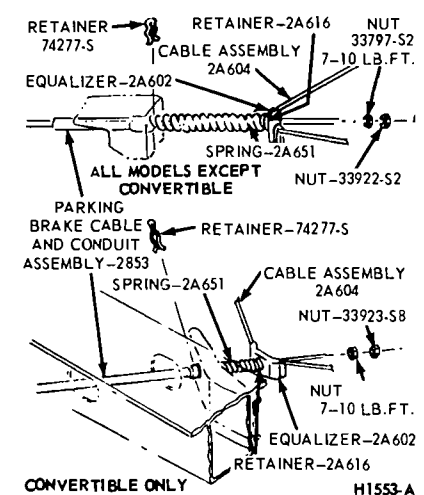 RETAINER
74277-S
RETAINER-2A616
NUT
33797-S2
7-10 LB.FT.
CABLE ASSEMBLY
2A604
EQUALIZER-2A602
SPRING-2A651
NUT-33922-S2
ALL MODELS EXCEPT
CONVERTIBLE
PARKING
BRAKE CABLE
AND CONDUIT
ASSEMBLY-2853
RETAINER-74277-S
SPRING-2A651
CABLE ASSEMBLY
2A604
NUT-33923-S8
NUT
7-10 LB.FT.
EQUALIZER-2A602
RETAINER-2A616
CONVERTIBLE ONLY
H1553-A